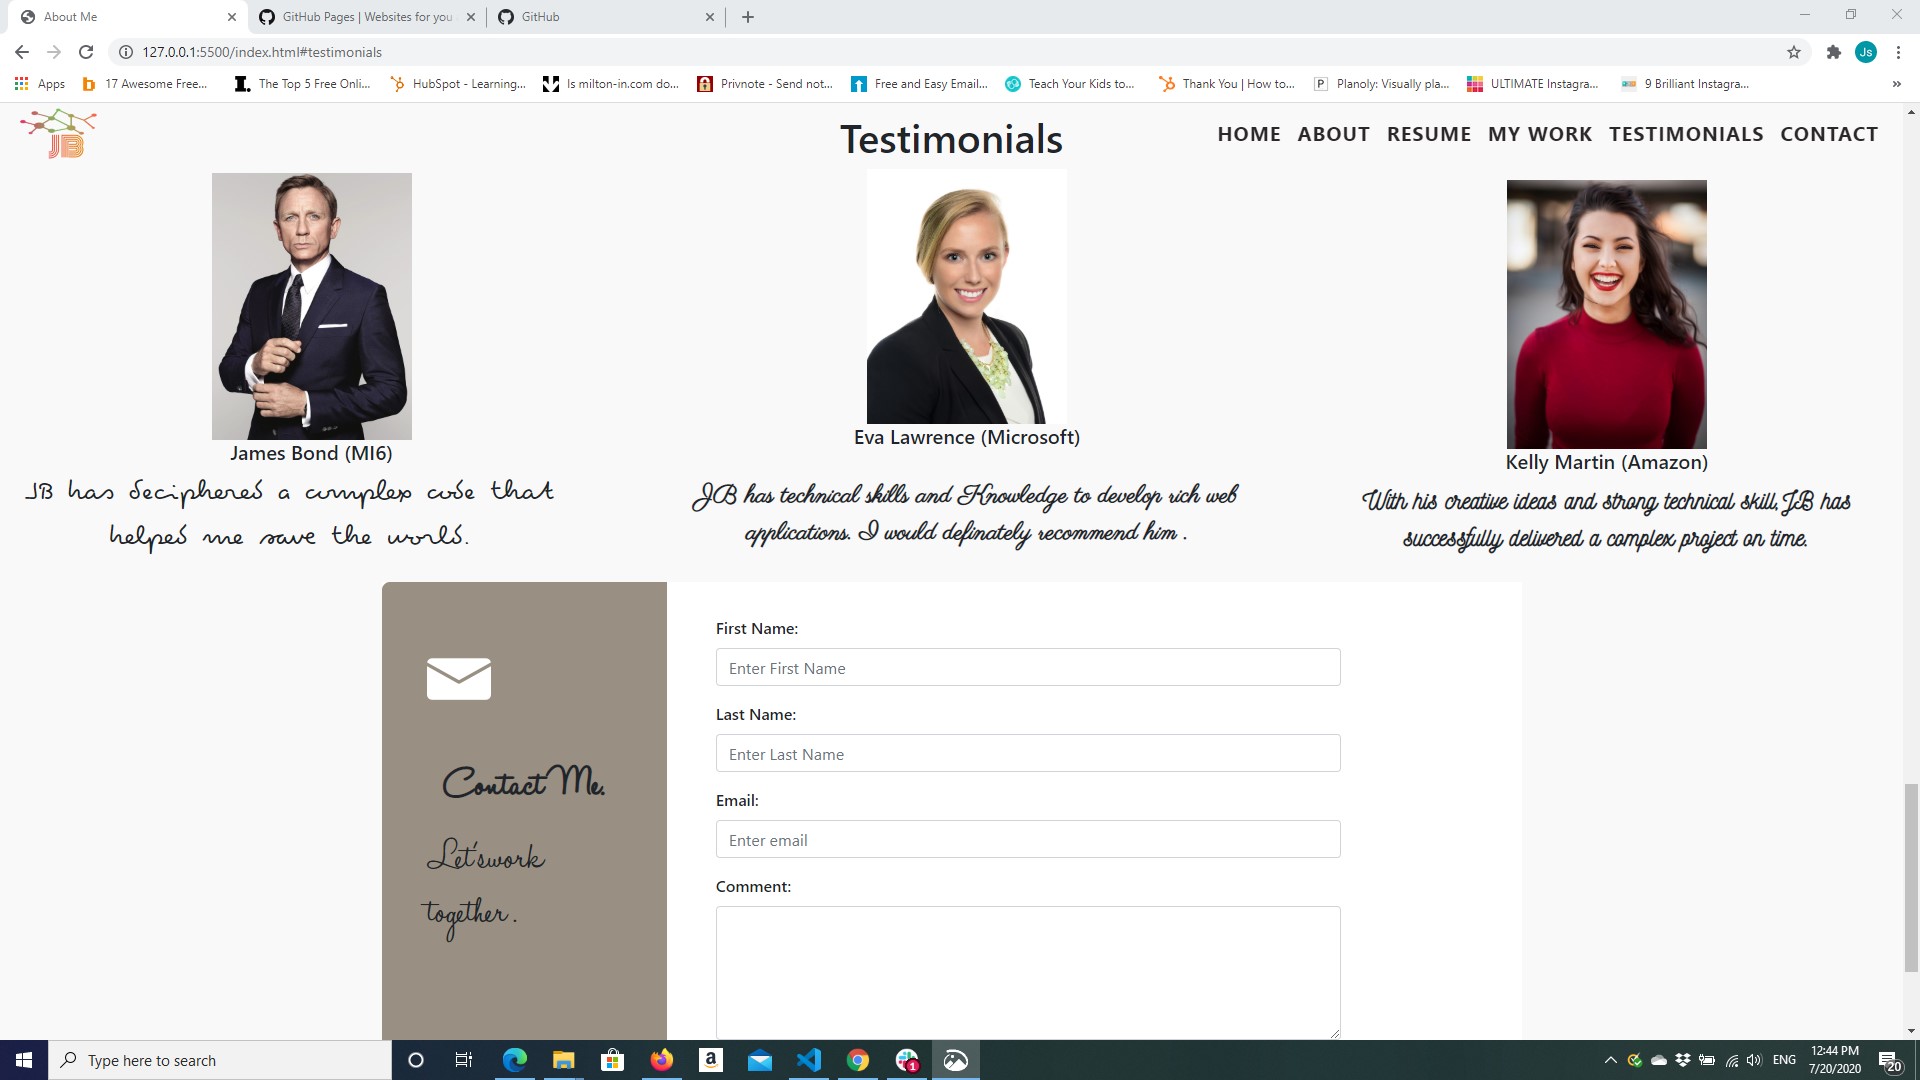 About Me
GitHub Pages | Websites for you
GitHub
127.0.0.1:5500/index.html#testimonials
Js
Apps
17 Awesome Free...
The Top 5 Free Onli...
HubSpot - Learning...
Is milton-in.com do...
Privnote - Send not...
Free and Easy Email...
Teach Your Kids to...
Thank You | How to...
Planoly: Visually pla...
ULTIMATE Instagra...
9 Brilliant Instagra...
JB
Testimonials
HOME ABOUT RESUME MY WORK TESTIMONIALS CONTACT
James Bond (MI6)
JB has deciphered a complex code that
helped me save the world.
Eva Lawrence (Microsoft)
JB has technical skills and Knowledge to develop rich web
applications. I would definately recommend him .
Kelly Martin (Amazon)
With his creative ideas and strong technical skill,JB has
successfully delivered a complex project on time.
Contact Me.
Let'swork
together .
First Name:
Enter First Name
Last Name:
Enter Last Name
Email:
Enter email
Comment:
Type here to search
ENG
12:44 PM
7/20/2020
20